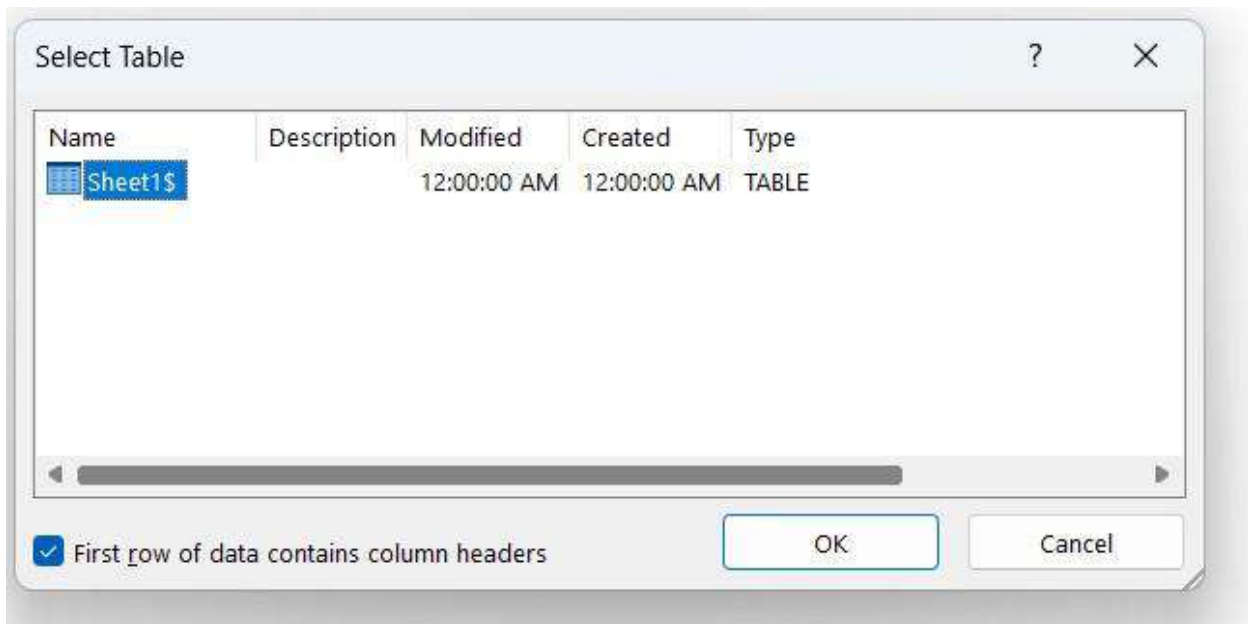 Select Table ?
Name Description Modified Created Type
Sheet1$ 12:00:00 AM 12:00:00 AM TABLE
First row of data contains column headers OK Cancel